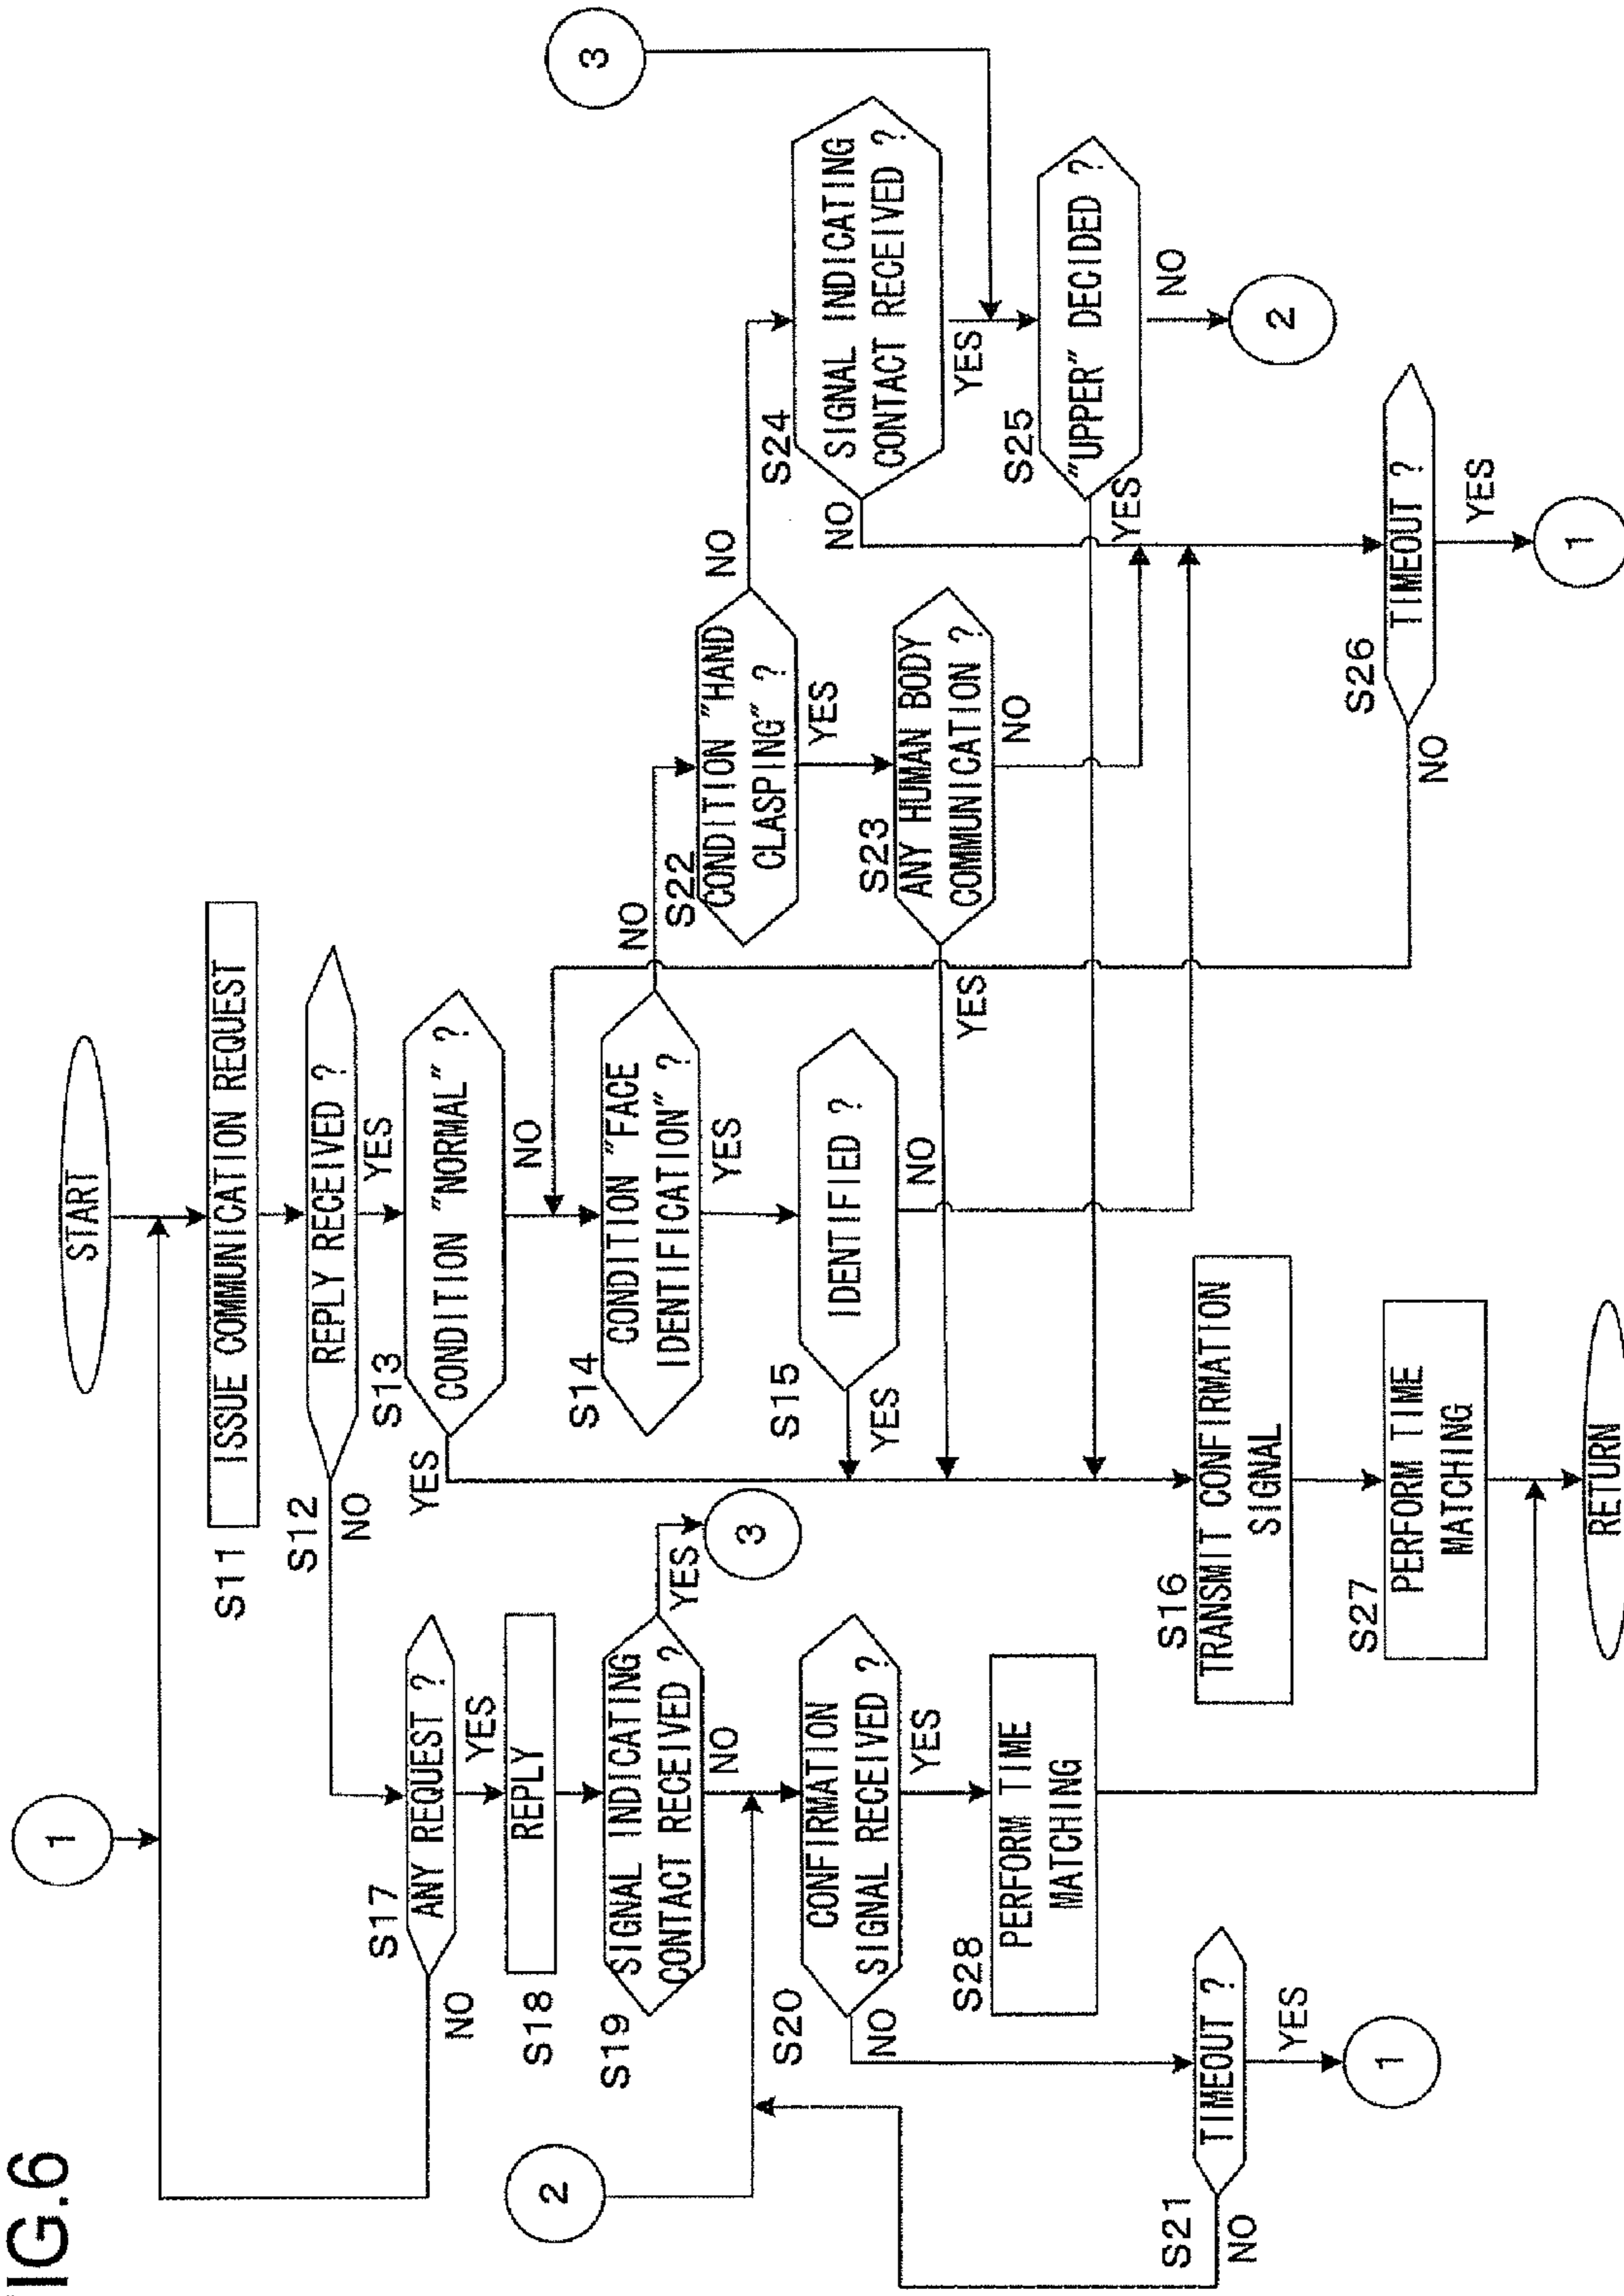 IG.6
START
1
S11
ISSUE COMMUNICATION REQUEST
S12
REPLY RECEIVED ?
NO
YES
S13
CONDITION "NORMAL" ?
YES
NO
S14
CONDITION "FACE
IDENTIFICATION" ?
NO
YES
S15
IDENTIFIED ?
YES
NO
S16
TRANSMIT CONFIRMATION
SIGNAL
S27
PERFORM TIME
MATCHING
RETURN
S17
ANY REQUEST ?
NO
YES
S18
REPLY
S19
SIGNAL INDICATING
CONTACT RECEIVED ?
YES
3
NO
2
S20
CONFIRMATION
SIGNAL RECEIVED ?
NO
YES
S28
PERFORM TIME
MATCHING
S21
TIMEOUT ?
NO
YES
1
S22
CONDITION "HAND
CLASPING" ?
NO
YES
S23
ANY HUMAN BODY
COMMUNICATION ?
YES
NO
3
S24
SIGNAL INDICATING
CONTACT RECEIVED ?
NO
YES
S25
"UPPER" DECIDED ?
YES
NO
2
S26
TIMEOUT ?
NO
YES
1